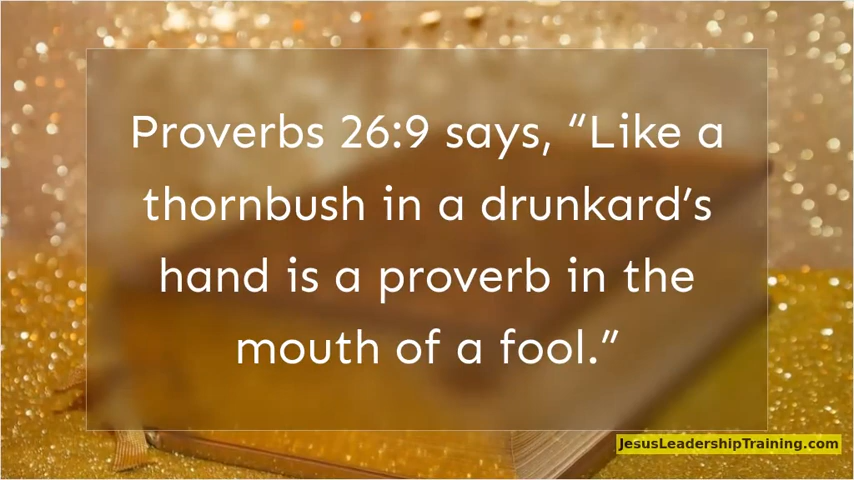 Proverbs 26:9 says, “Like a
thornbush in a drunkard’s
hand is a proverb in the
mouth of a fool.”
JesusLeadershipTraining.com